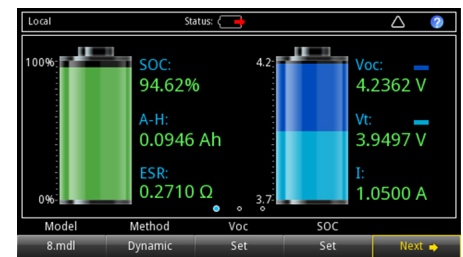 Local Status: ?
100% SOC: 4.2 Voc:
94.62% 4.2362 V
A-H: Vt:
0.0946 Ah 3.9497 V
ESR: I:
0% 0.2710 Ω 3.7 1.0500 A
Model Method Voc SOC
8.mdl Dynamic Set Set Next